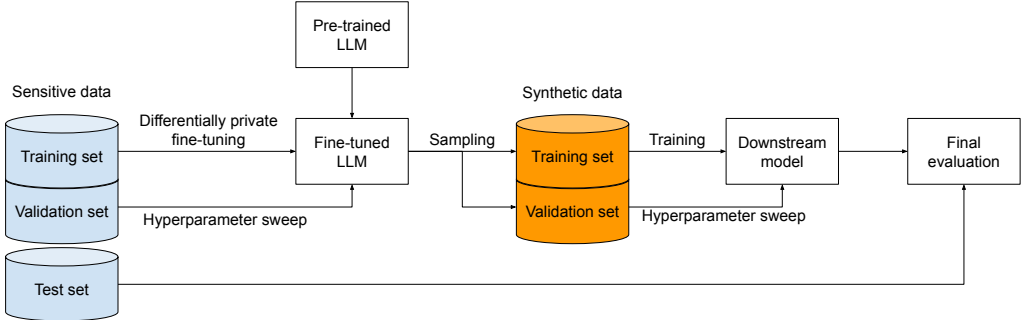 Pre-trained
LLM
Sensitive data
Synthetic data
Differentially private
fine-tuning
Training set
Fine-tuned
LLM
Sampling
Training set
Training
Downstream
model
Final
evaluation
Validation set
Hyperparameter sweep
Validation set
Hyperparameter sweep
Test set